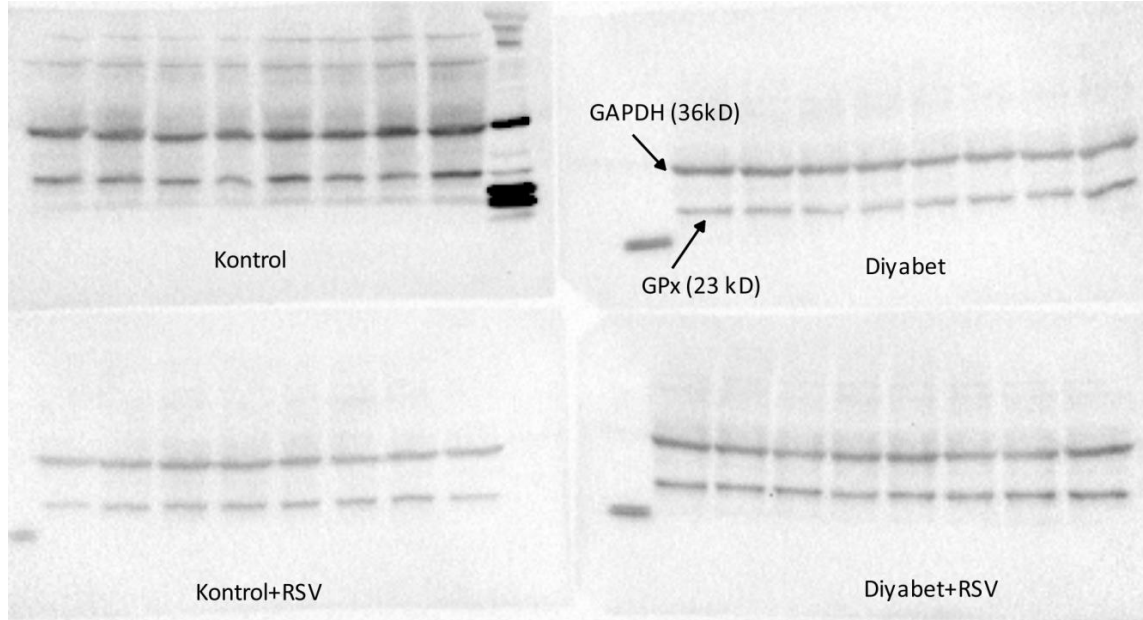 Kontrol
GAPDH (36kD)
GPx (23 kD)
Diyabet
Kontrol+RSV
Diyabet+RSV